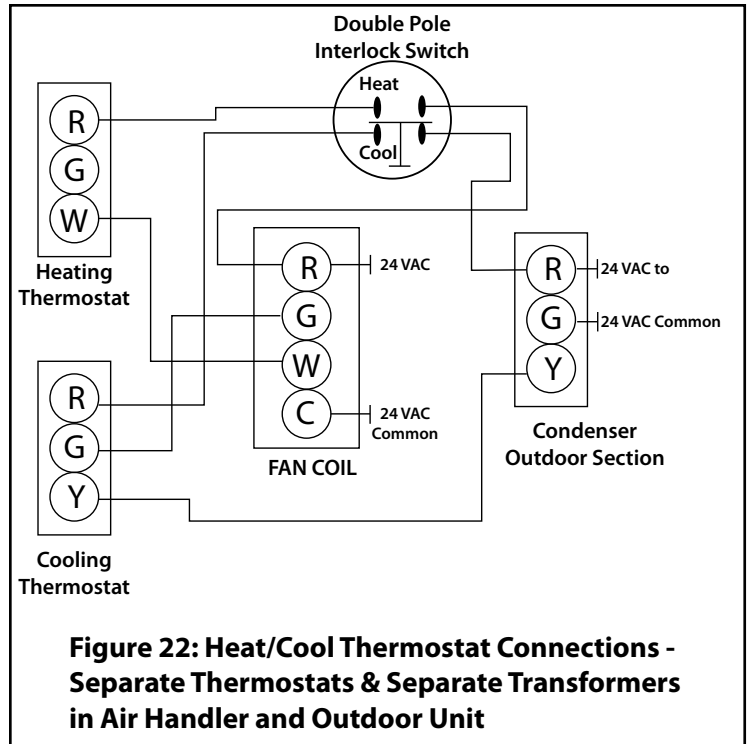 Double Pole
Interlock Switch
Heat
Cool
R
G
W
Heating
Thermostat
R
G
W
C
24 VAC
24 VAC
Common
FAN COIL
R
G
Y
24 VAC to
24 VAC Common
Condenser
Outdoor Section
R
G
Y
Cooling
Thermostat
Figure 22: Heat/Cool Thermostat Connections -
Separate Thermostats & Separate Transformers
in Air Handler and Outdoor Unit